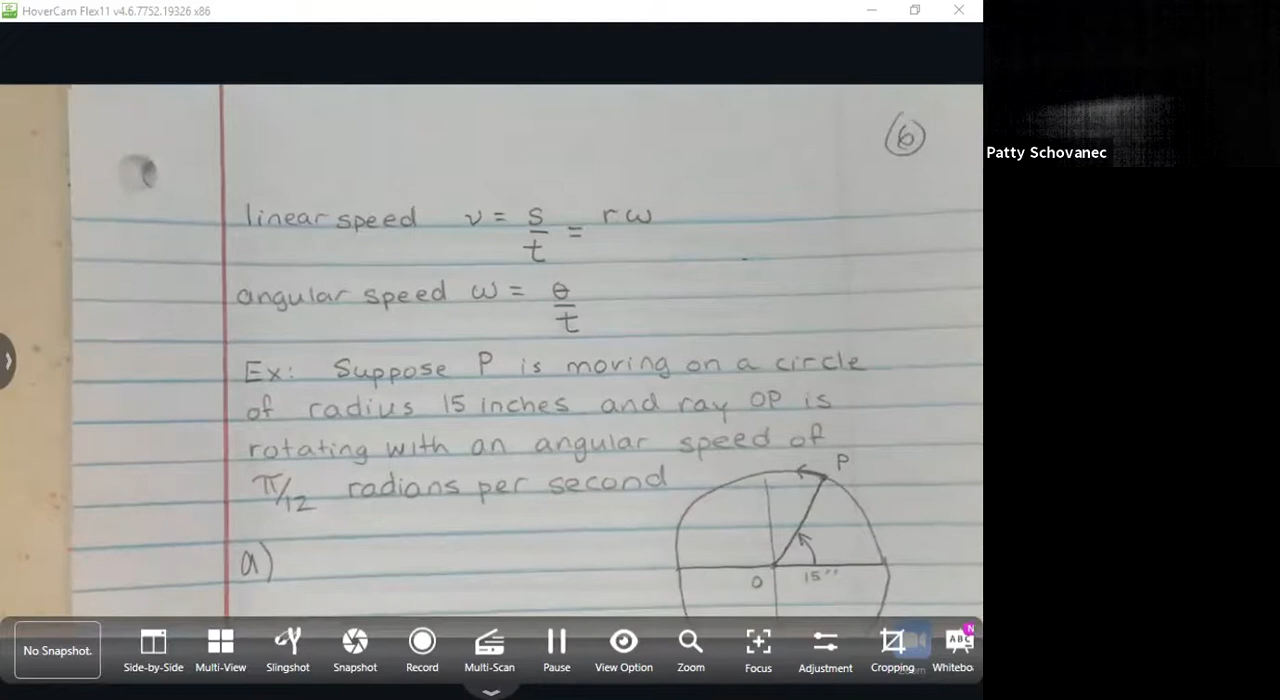 HoverCam Flex11 v4.6.7752.19326 x86
6
linear speed v = s/t = rω
angular speed ω = θ/t
Ex: Suppose P is moving on a circle
of radius 15 inches and ray OP is
rotating with an angular speed of
π/12 radians per second
P
a)
O 15"
Patty Schovanec
No Snapshot.
Side-by-Side Multi-View Slingshot Snapshot Record Multi-Scan Pause View Option Zoom Focus Adjustment Cropping Whitebo
ABC
N